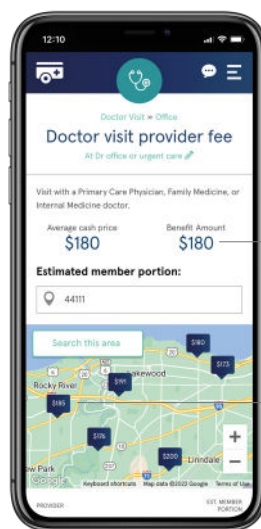 12:10
Doctor Visit » Office
Doctor visit provider fee
At Dr office or urgent care
Visit with a Primary Care Physician, Family Medicine, or
Internal Medicine doctor.
Average cash price
Benefit Amount
$180
$180
Estimated member portion:
44111
Search this area
$180
$173
Rocky River
$191
akewood
$185
$176
$200
Linndale
w Park
+
−
Google
Keyboard shortcuts
Map data ©2022 Google
Terms of Use
PROVIDER
EST. MEMBER
PORTION